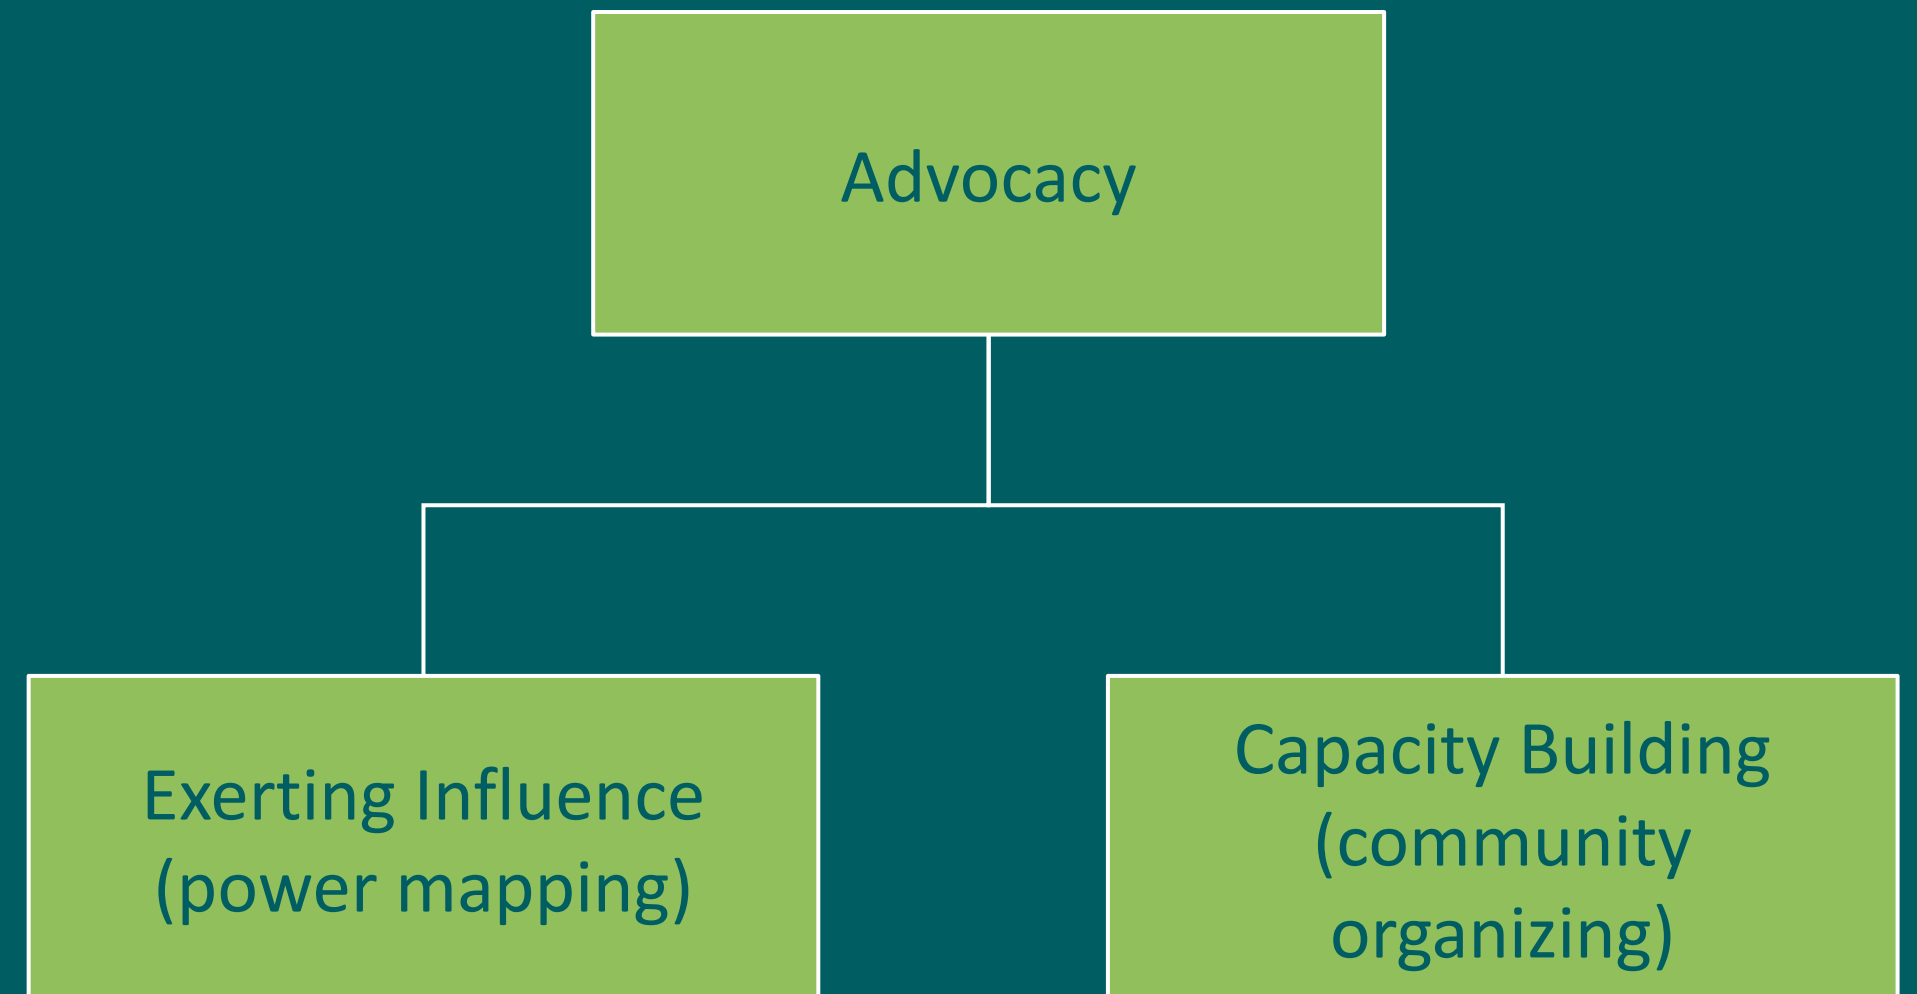 Advocacy
Exerting Influence
(power mapping)
Capacity Building
(community
organizing)